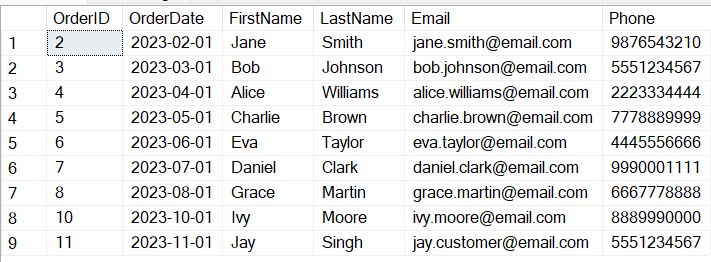 OrderID OrderDate FirstName LastName Email Phone
1 2 2023-02-01 Jane Smith jane.smith@email.com 9876543210
2 3 2023-03-01 Bob Johnson bob.johnson@email.com 5551234567
3 4 2023-04-01 Alice Williams alice.williams@email.com 2223334444
4 5 2023-05-01 Charlie Brown charlie.brown@email.com 7778889999
5 6 2023-06-01 Eva Taylor eva.taylor@email.com 4445556666
6 7 2023-07-01 Daniel Clark daniel.clark@email.com 9990001111
7 8 2023-08-01 Grace Martin grace.martin@email.com 6667778888
8 10 2023-10-01 Ivy Moore ivy.moore@email.com 8889990000
9 11 2023-11-01 Jay Singh jay.customer@email.com 5551234567